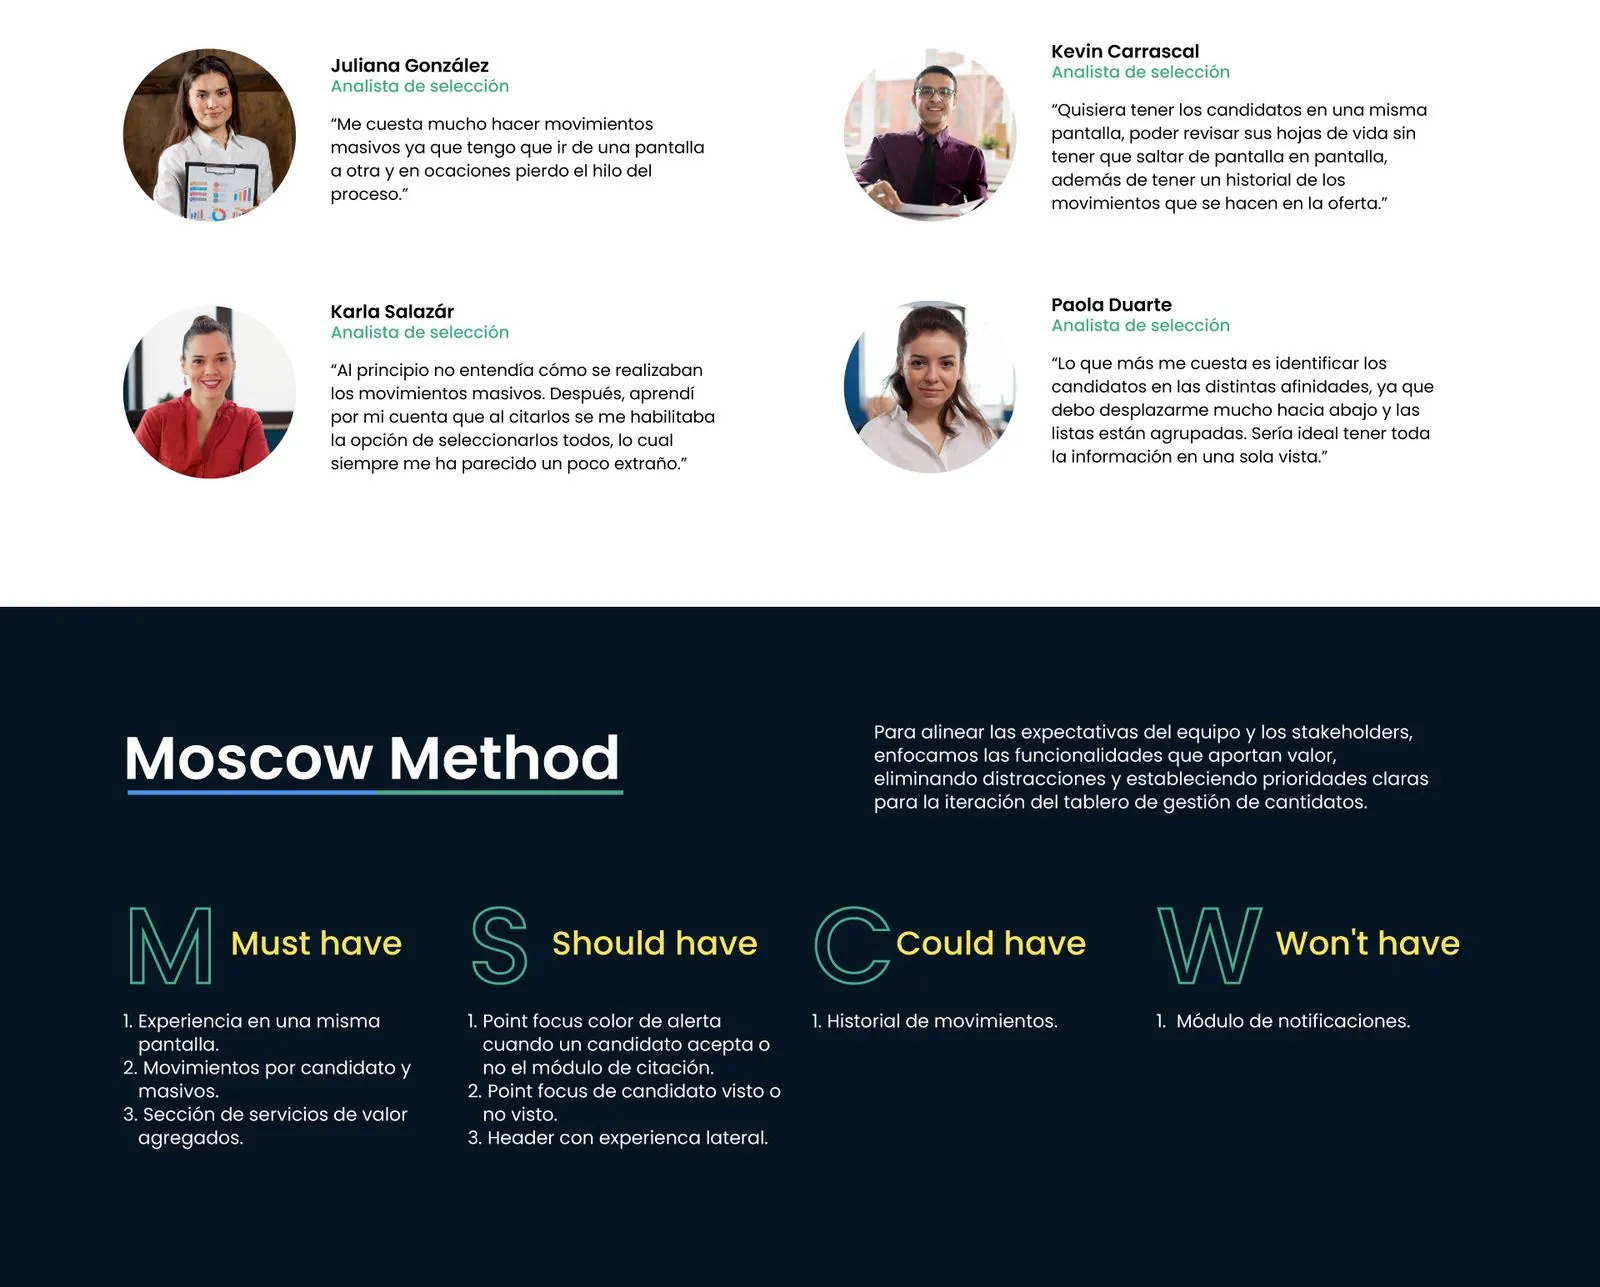 Juliana González
Analista de selección
“Me cuesta mucho hacer movimientos
masivos ya que tengo que ir de una pantalla
a otra y en ocaciones pierdo el hilo del
proceso.”
Kevin Carrascal
Analista de selección
“Quisiera tener los candidatos en una misma
pantalla, poder revisar sus hojas de vida sin
tener que saltar de pantalla en pantalla,
además de tener un historial de los
movimientos que se hacen en la oferta.”
Karla Salazár
Analista de selección
“Al principio no entendía cómo se realizaban
los movimientos masivos. Después, aprendí
por mi cuenta que al citarlos se me habilitaba
la opción de seleccionarlos todos, lo cual
siempre me ha parecido un poco extraño.”
Paola Duarte
Analista de selección
“Lo que más me cuesta es identificar los
candidatos en las distintas afinidades, ya que
debo desplazarme mucho hacia abajo y las
listas están agrupadas. Sería ideal tener toda
la información en una sola vista.”
Moscow Method
Para alinear las expectativas del equipo y los stakeholders,
enfocamos las funcionalidades que aportan valor,
eliminando distracciones y estableciendo prioridades claras
para la iteración del tablero de gestión de cantidatos.
M Must have
1. Experiencia en una misma
pantalla.
2. Movimientos por candidato y
masivos.
3. Sección de servicios de valor
agregados.
S Should have
1. Point focus color de alerta
cuando un candidato acepta o
no el módulo de citación.
2. Point focus de candidato visto o
no visto.
3. Header con experienca lateral.
C Could have
1. Historial de movimientos.
W Won't have
1. Módulo de notificaciones.